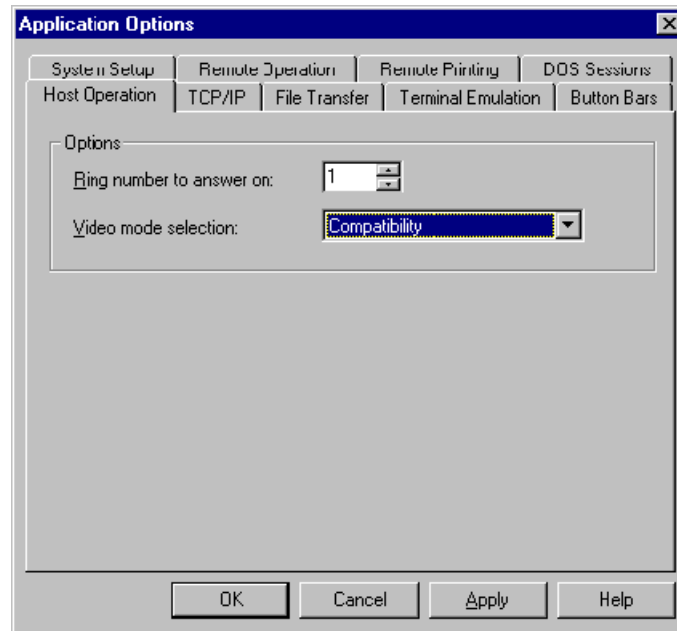 Application Options
System Setup Remote Operation Remote Printing DOS Sessions
Host Operation TCP/IP File Transfer Terminal Emulation Button Bars
Options
Ring number to answer on: 1
Video mode selection: Compatibility
OK Cancel Apply Help